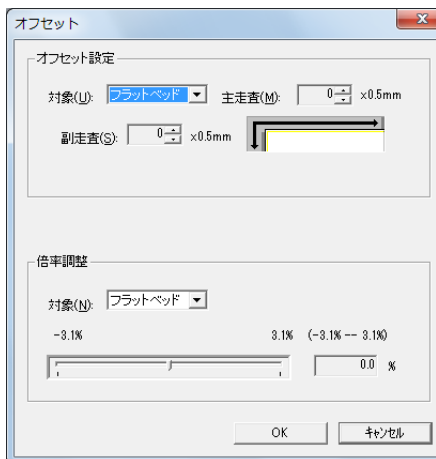 オフセット
オフセット設定
対象(U): フラットベッド 主走査(M): 0 x0.5mm
副走査(S): 0 x0.5mm
倍率調整
対象(N): フラットベッド
-3.1% 3.1% (-3.1% -- 3.1%)
0.0 %
OK キャンセル